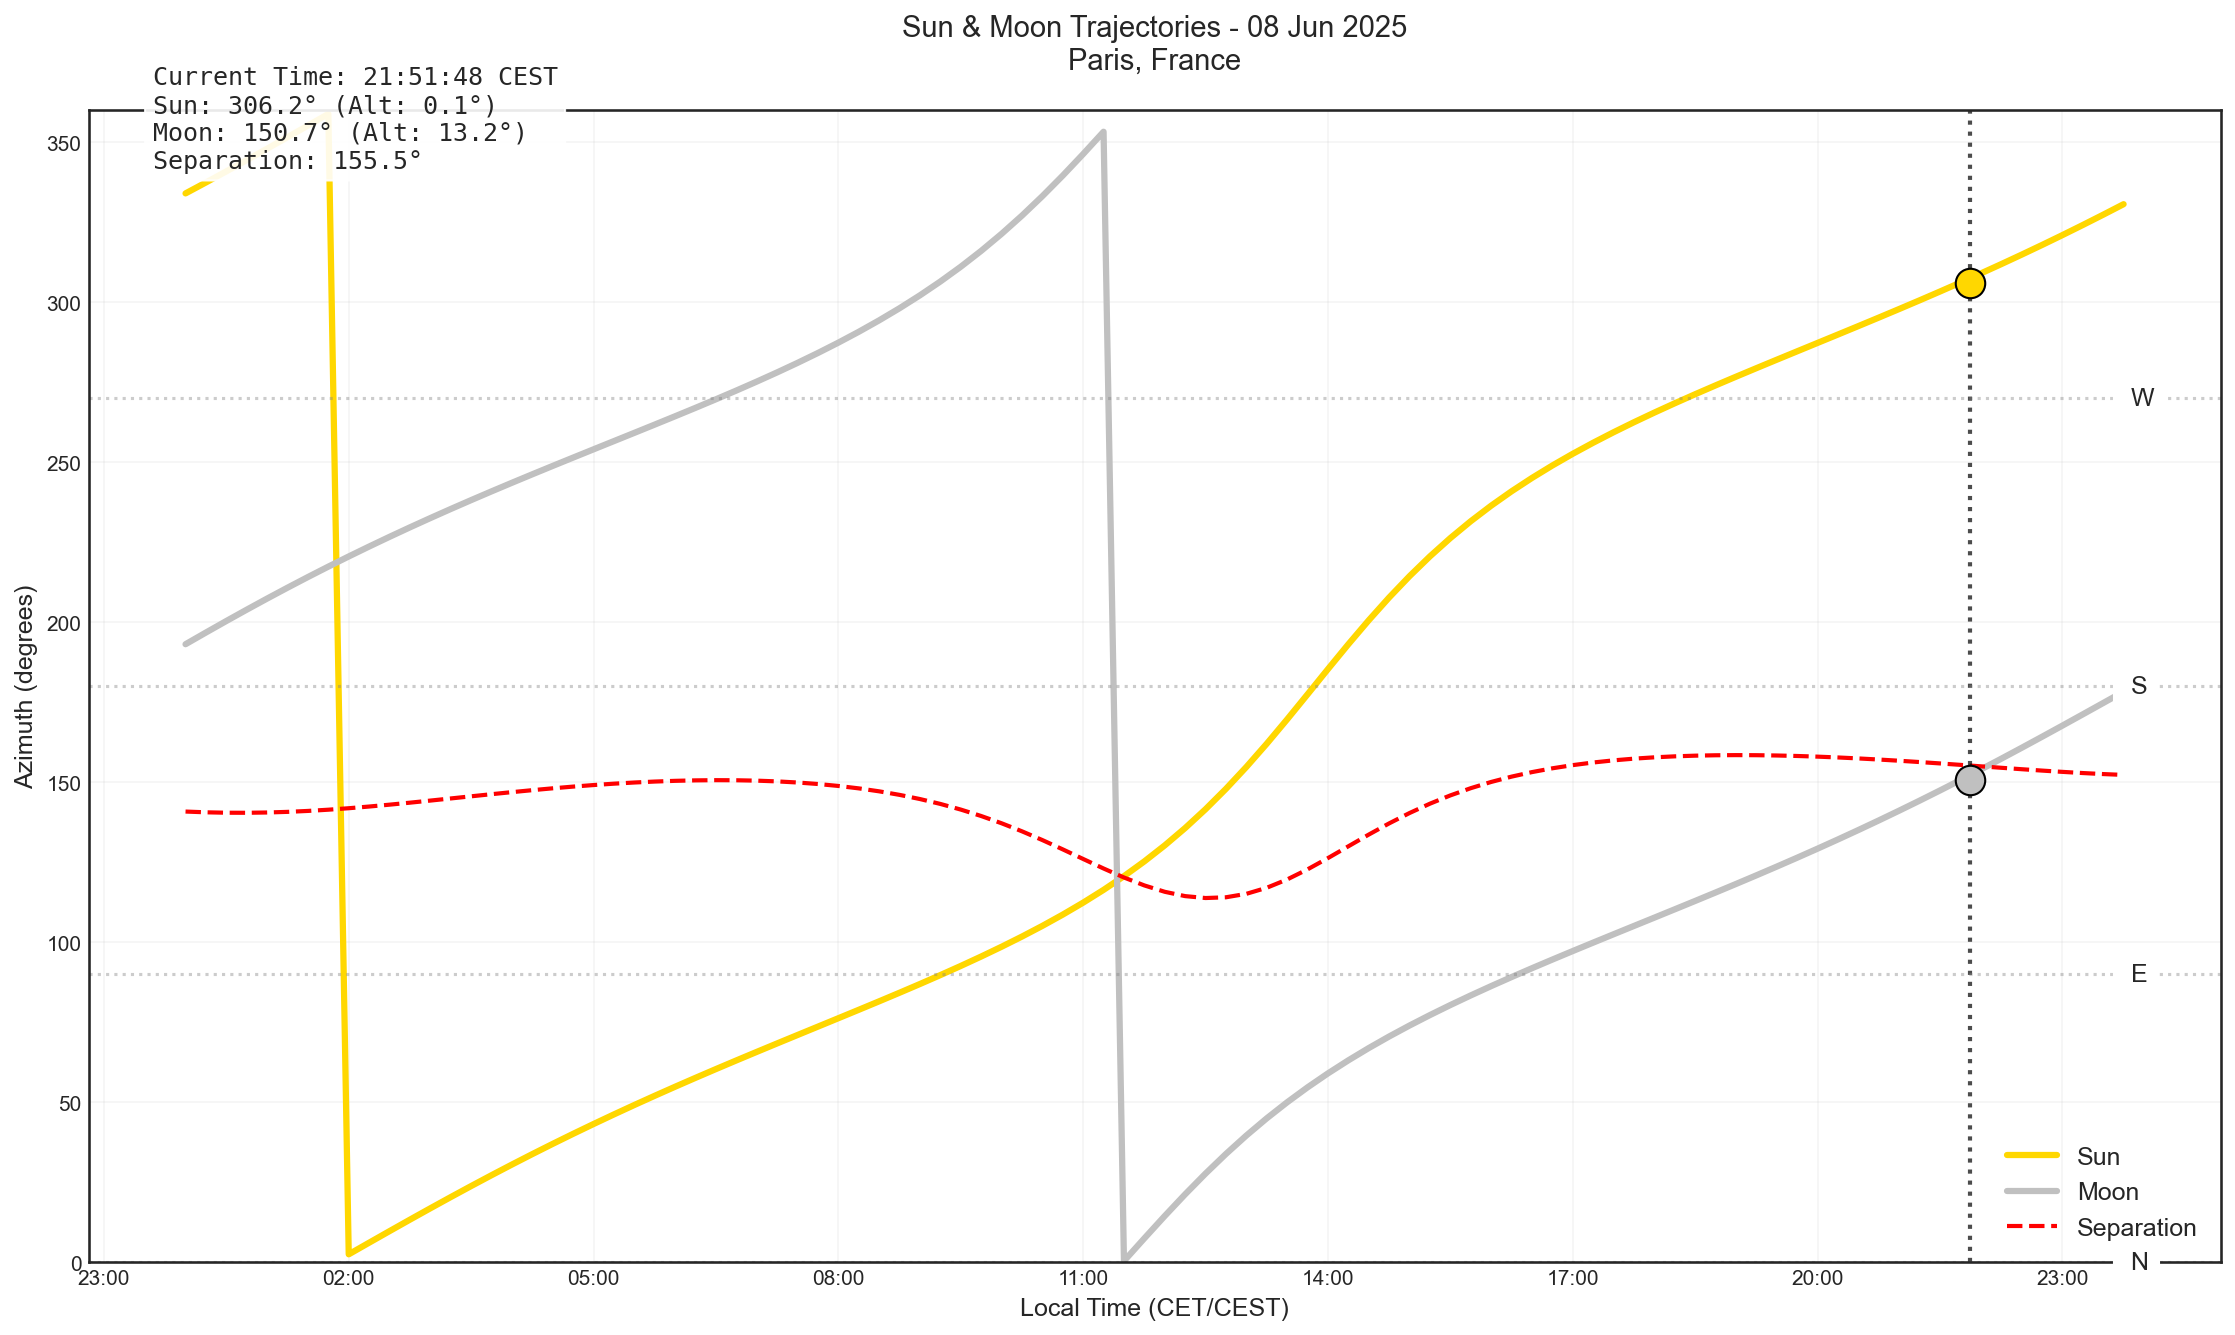 Sun & Moon Trajectories - 08 Jun 2025
Paris, France
Current Time: 21:51:48 CEST
Sun: 306.2° (Alt: 0.1°)
Moon: 150.7° (Alt: 13.2°)
Separation: 155.5°
Azimuth (degrees)
350
300
250
200
150
100
50
0
W
S
E
N
Sun
Moon
Separation
23:00
02:00
05:00
08:00
11:00
14:00
17:00
20:00
23:00
Local Time (CET/CEST)